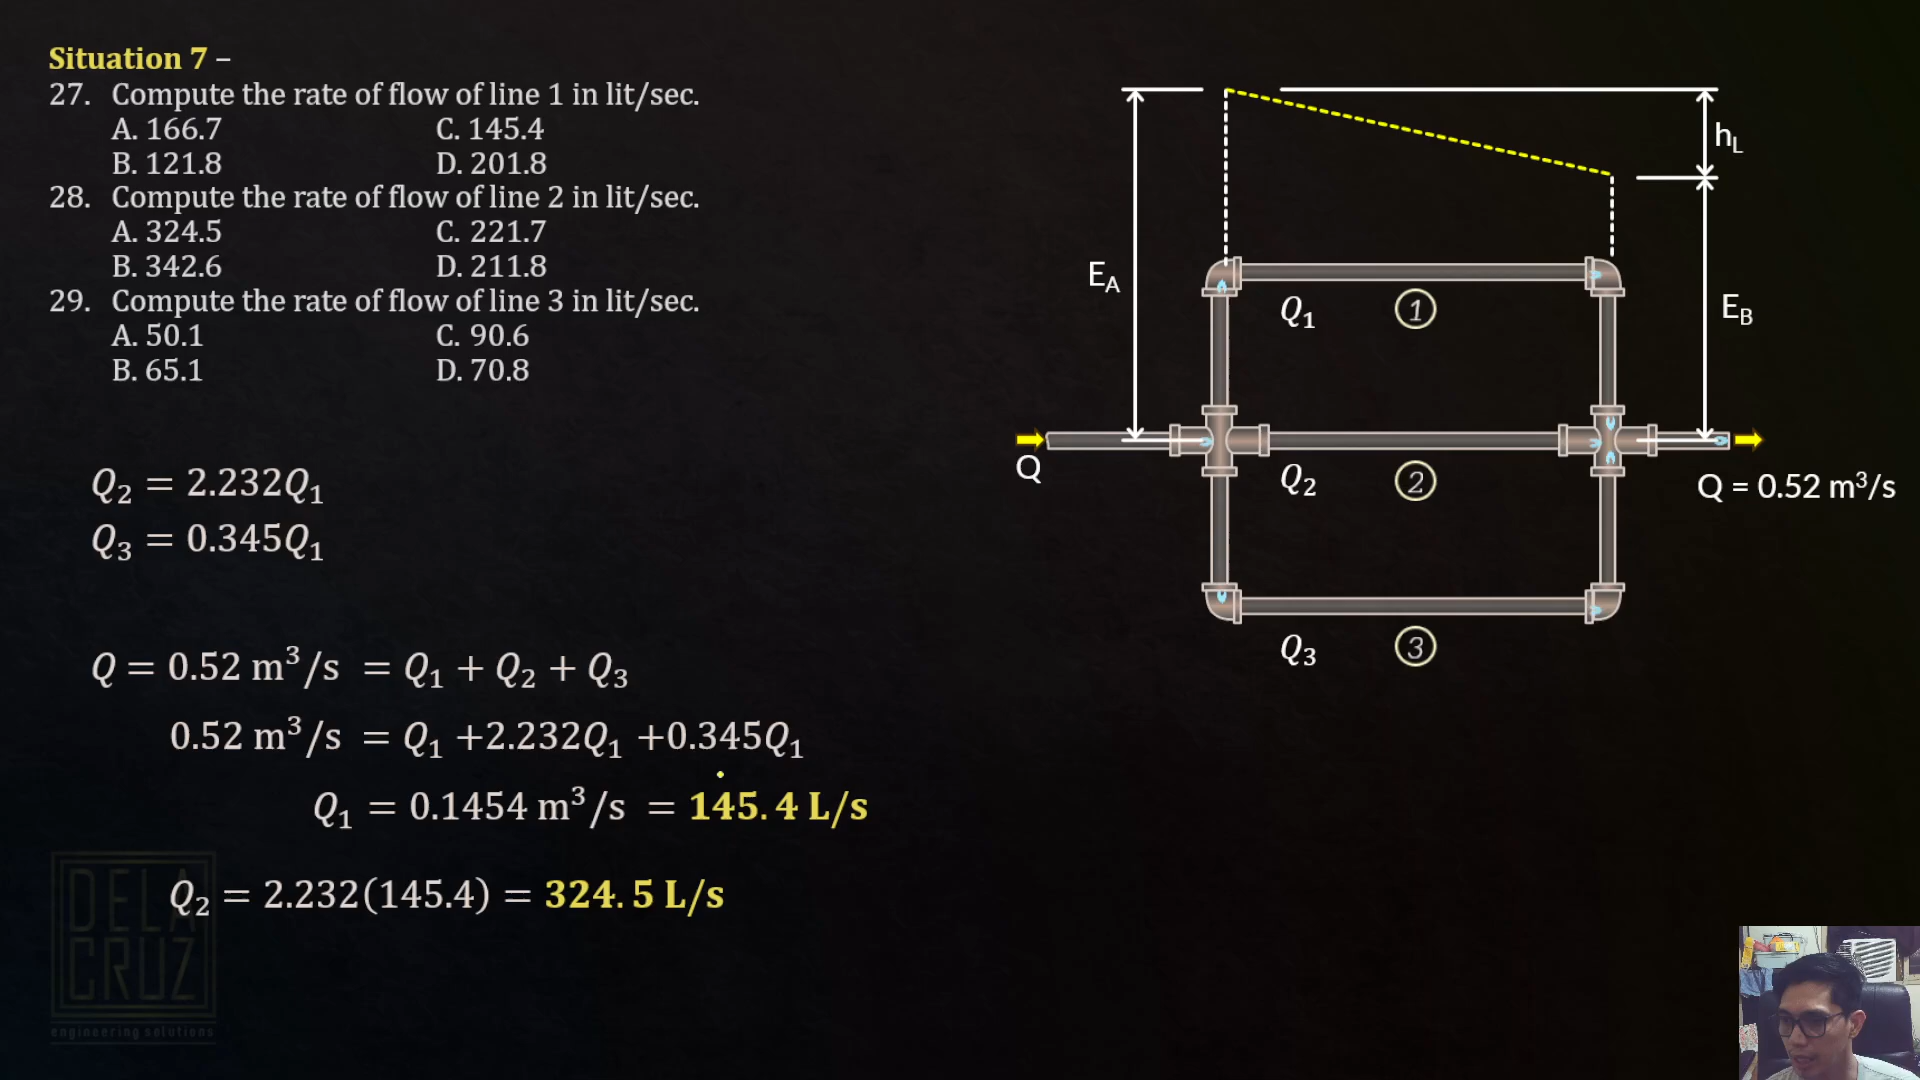 Situation 7 –
27. Compute the rate of flow of line 1 in lit/sec.
A. 166.7 C. 145.4
B. 121.8 D. 201.8
28. Compute the rate of flow of line 2 in lit/sec.
A. 324.5 C. 221.7
B. 342.6 D. 211.8
29. Compute the rate of flow of line 3 in lit/sec.
A. 50.1 C. 90.6
B. 65.1 D. 70.8
Q₂ = 2.232Q₁
Q₃ = 0.345Q₁
Q = 0.52 m³/s = Q₁ + Q₂ + Q₃
0.52 m³/s = Q₁ +2.232Q₁ +0.345Q₁
Q₁ = 0.1454 m³/s = 145.4 L/s
Q₂ = 2.232(145.4) = 324.5 L/s
DELA
CRUZ
engineering solutions
h_L
E_A
E_B
Q₁ ①
Q
Q₂ ②
Q = 0.52 m³/s
Q₃ ③